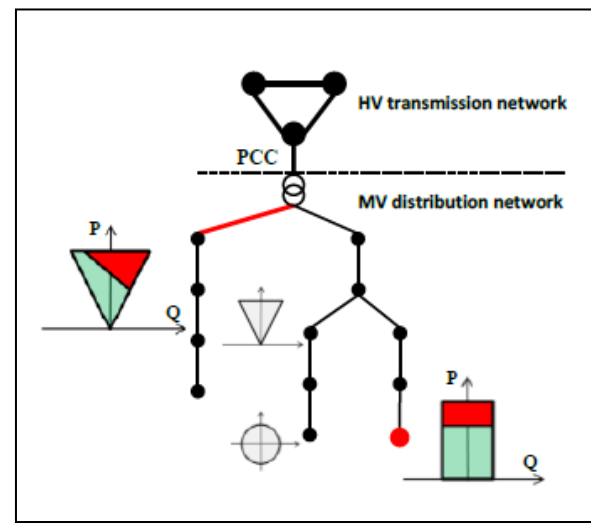 HV transmission network
PCC
MV distribution network
P
Q
P
Q